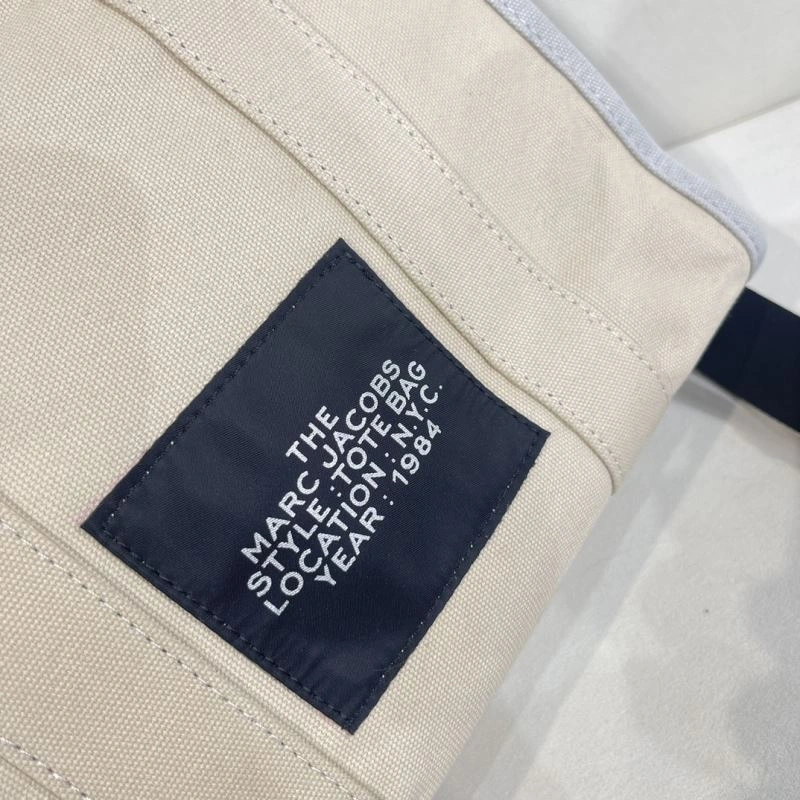 THE
MARC JACOBS
STYLE : TOTE BAG
LOCATION : N.Y.C.
YEAR : 1984